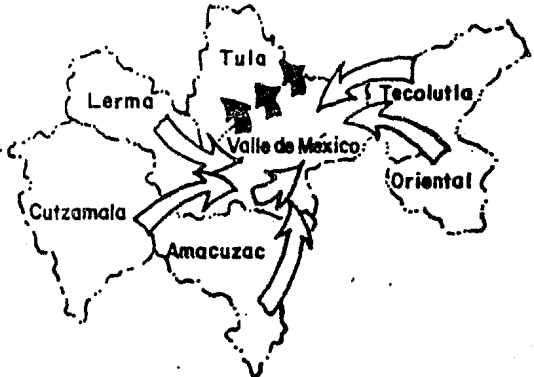 Tula
Lerma
Tecolutla
Valle de México
Oriental
Cutzamala
Amacuzac